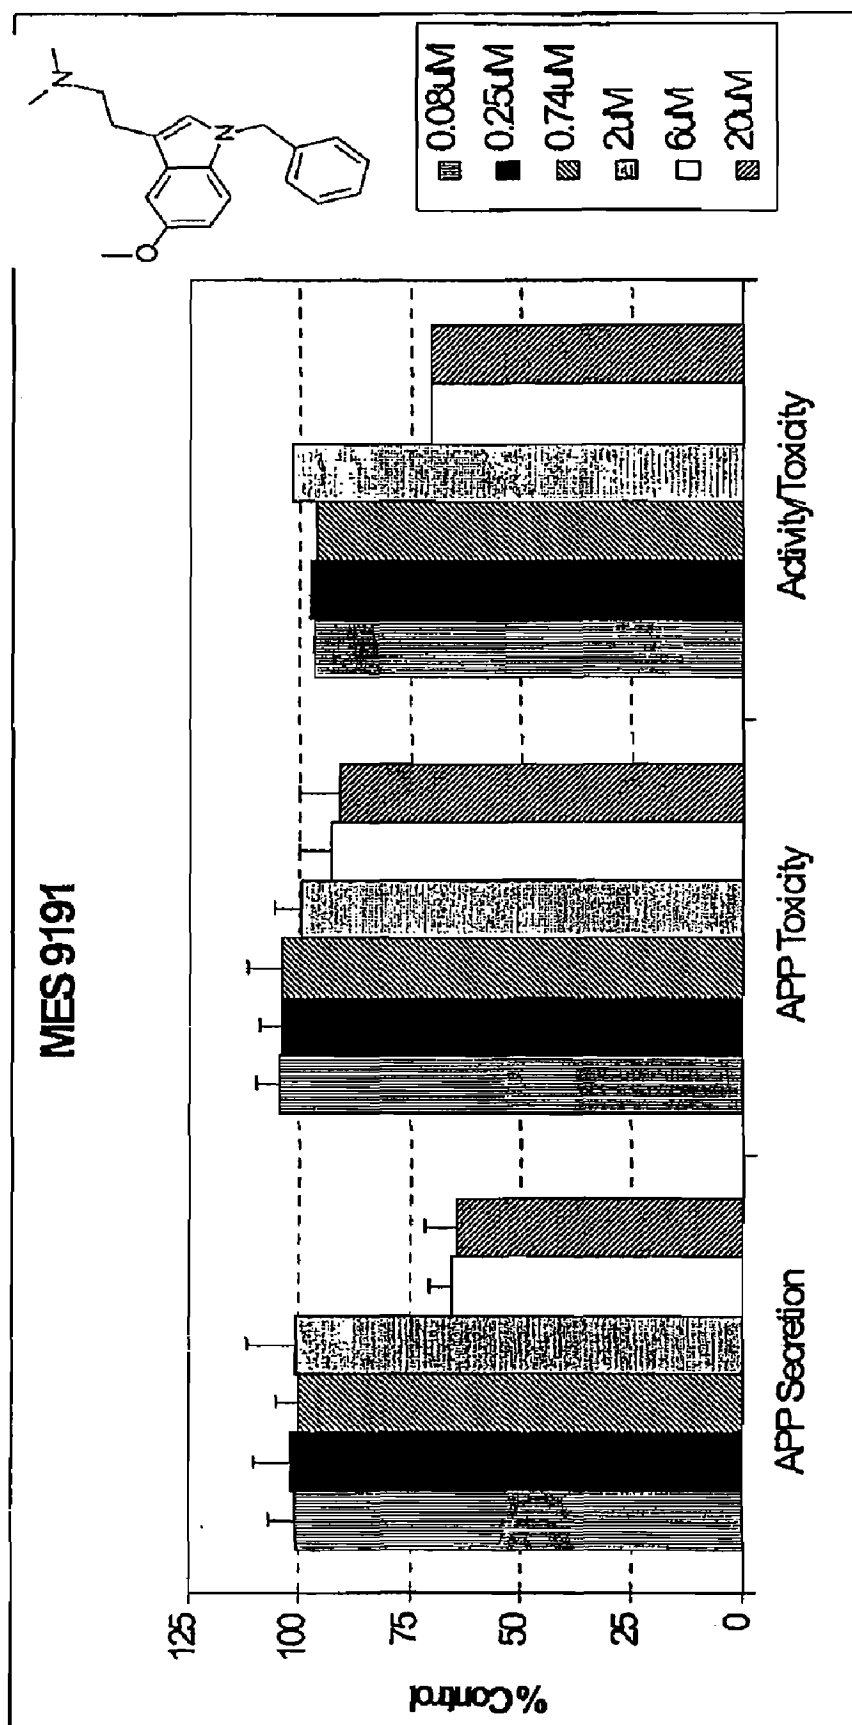 MES 9191
N
N
O
0.08uM
0.25uM
0.74uM
2uM
6uM
20uM
% Control
125
100
75
50
25
0
APP Secretion
APP Toxicity
Activity/Toxicity